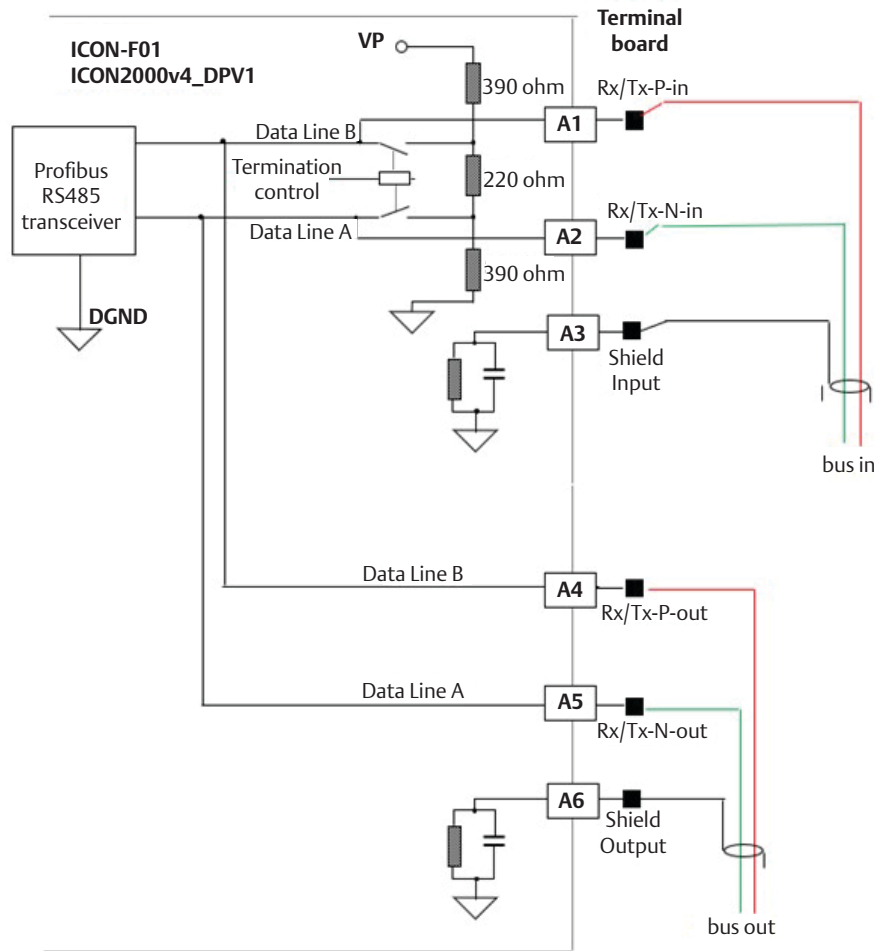 Terminal
board
ICON-F01
ICON2000v4_DPV1
VP
390 ohm
Rx/Tx-P-in
A1
Data Line B
Profibus
RS485
transceiver
Termination
control
220 ohm
Rx/Tx-N-in
A2
Data Line A
390 ohm
DGND
A3
Shield
Input
bus in
Data Line B
A4
Rx/Tx-P-out
Data Line A
A5
Rx/Tx-N-out
A6
Shield
Output
bus out